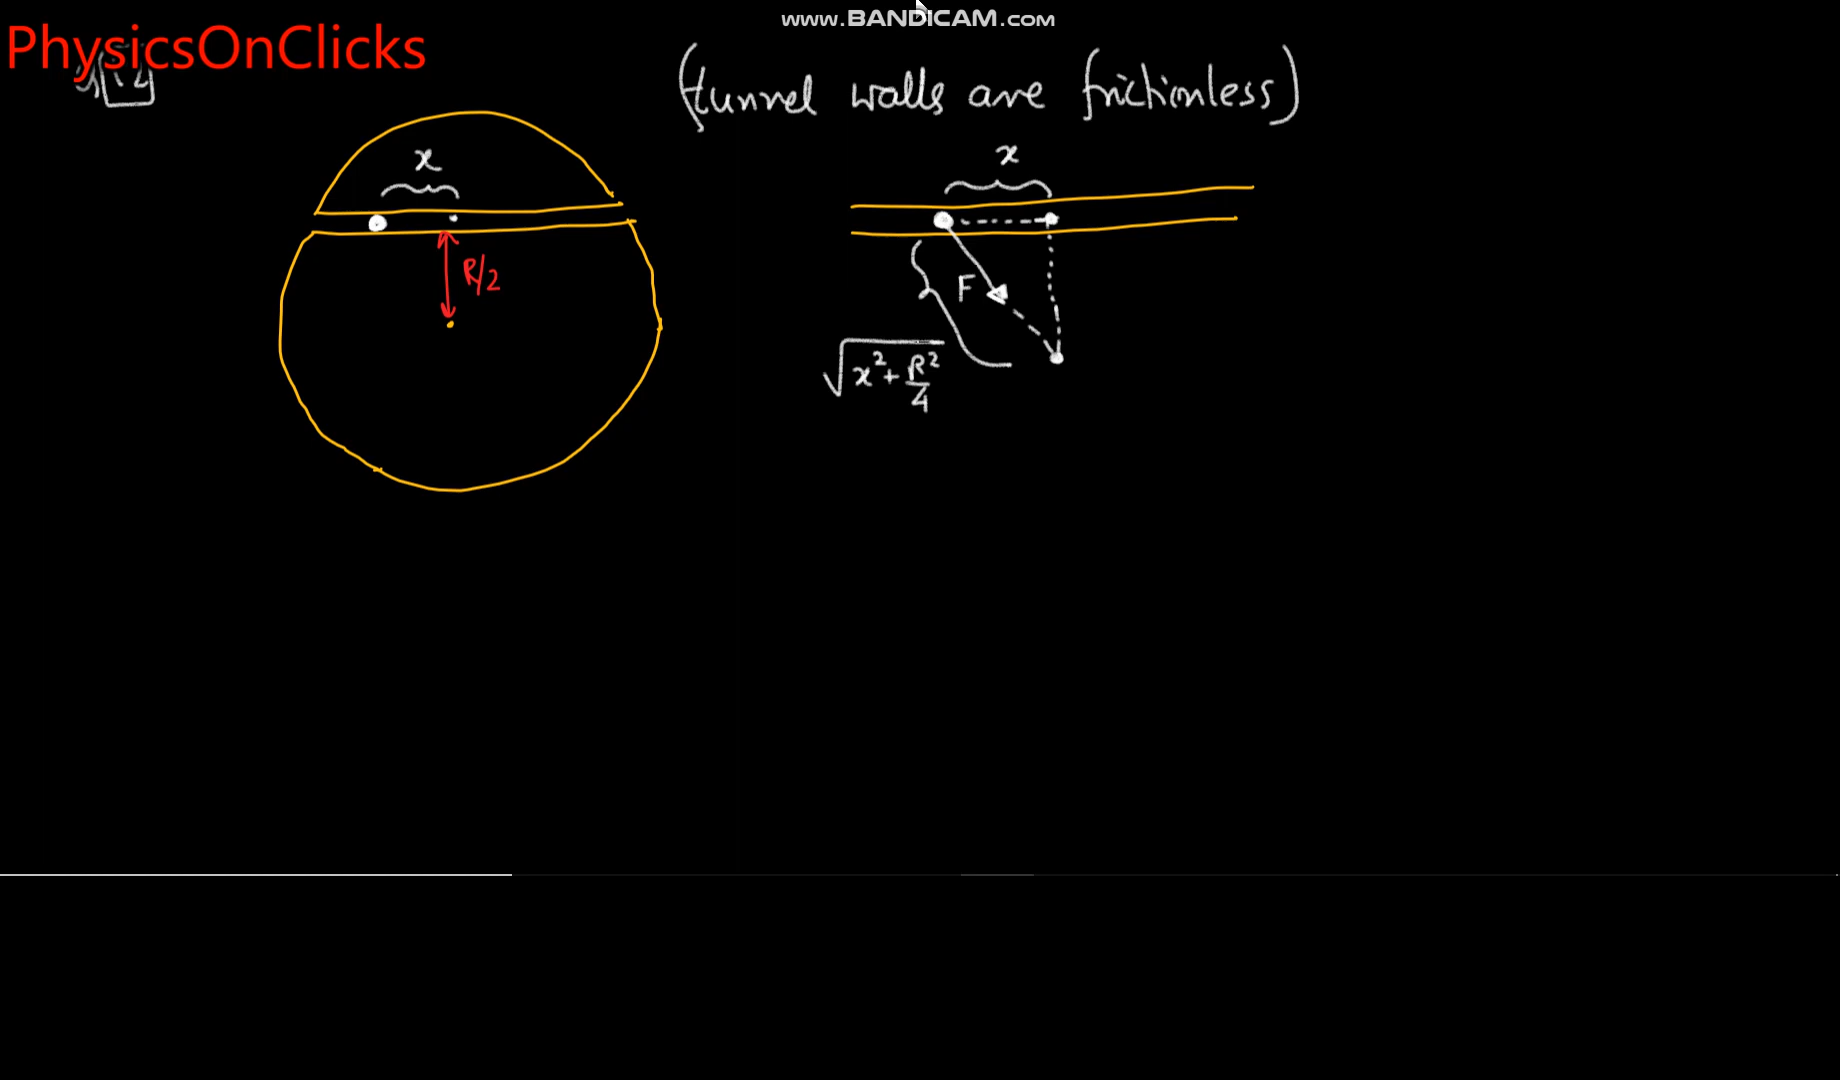 www.BANDICAM.com
PhysicsOnClicks
(tunnel walls are frictionless)
x
x
R/2
F
√x²+R²/4